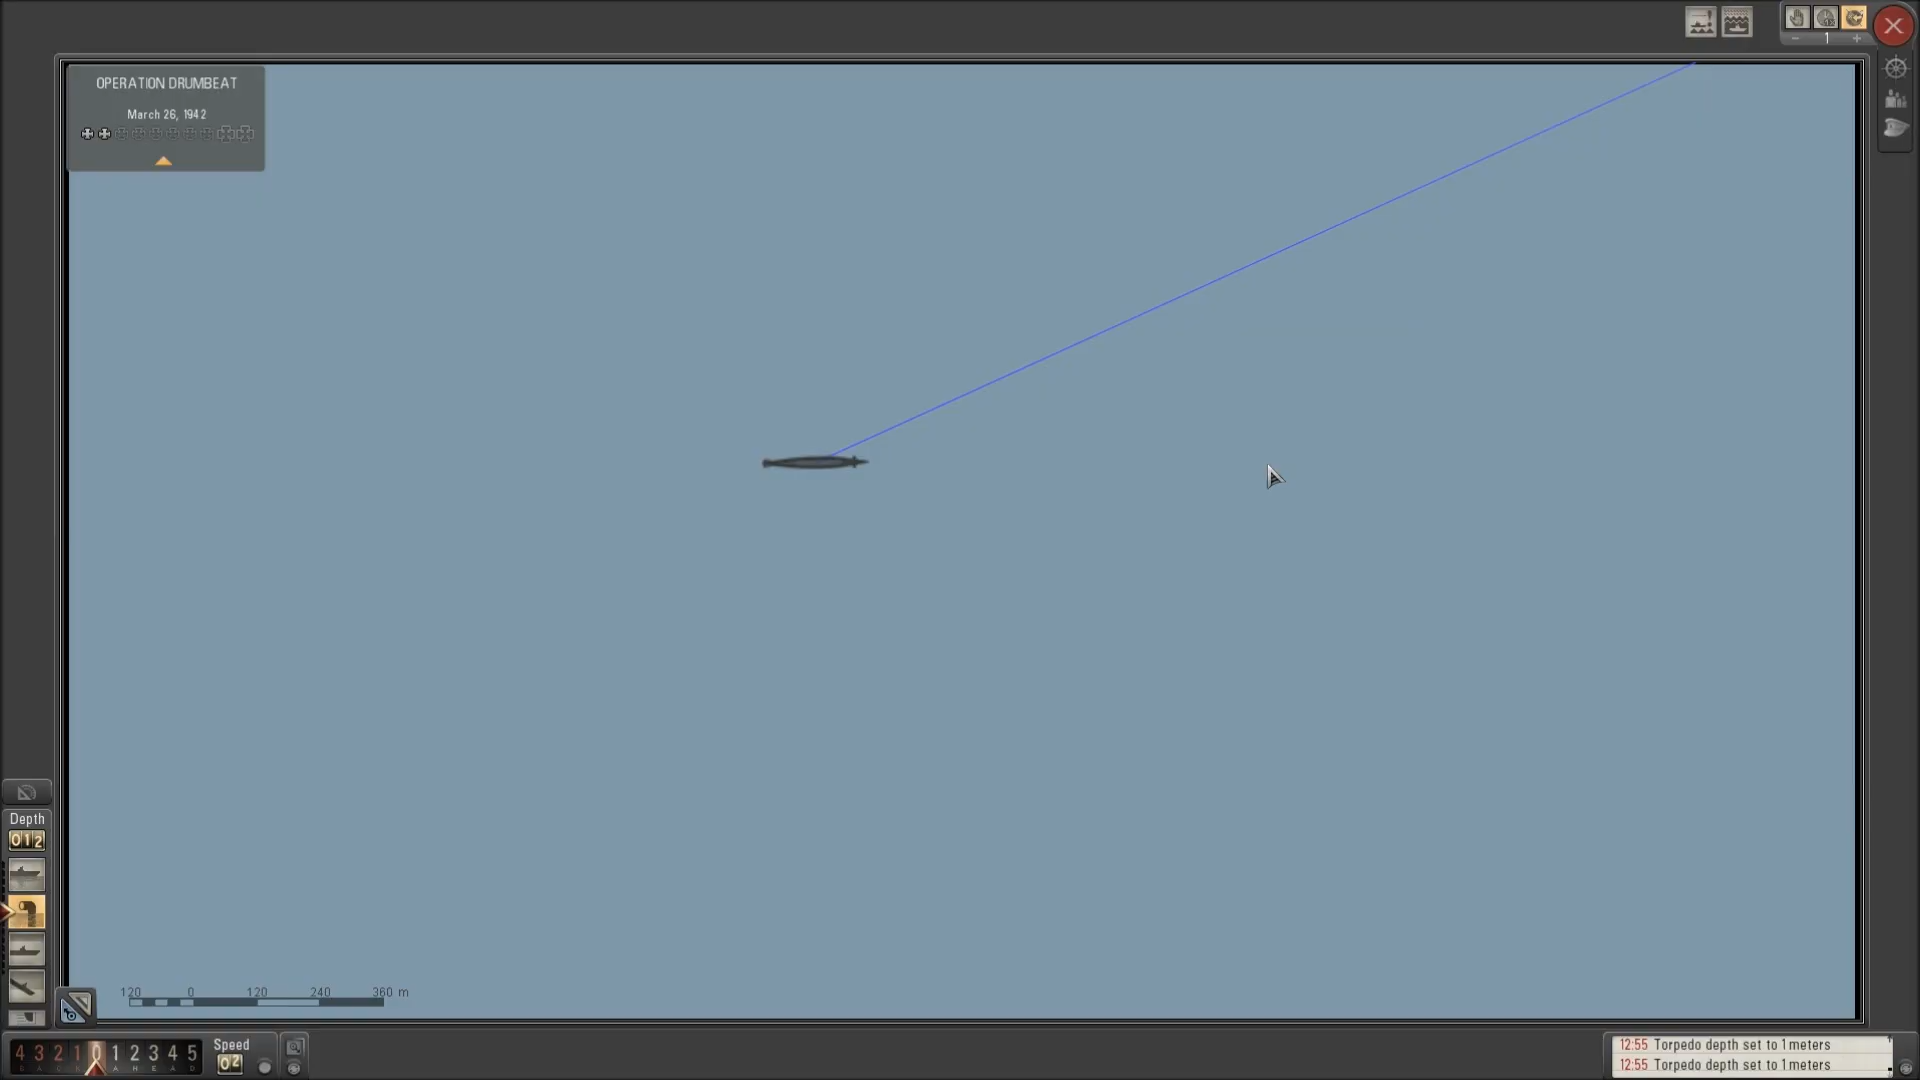 OPERATION DRUMBEAT
March 26, 1942
1
Depth
012
120 0 120 240 360 m
4 3 2 1 0 1 2 3 4 5
A H E A D
Speed
02
12:55 Torpedo depth set to 1 meters
12:55 Torpedo depth set to 1 meters